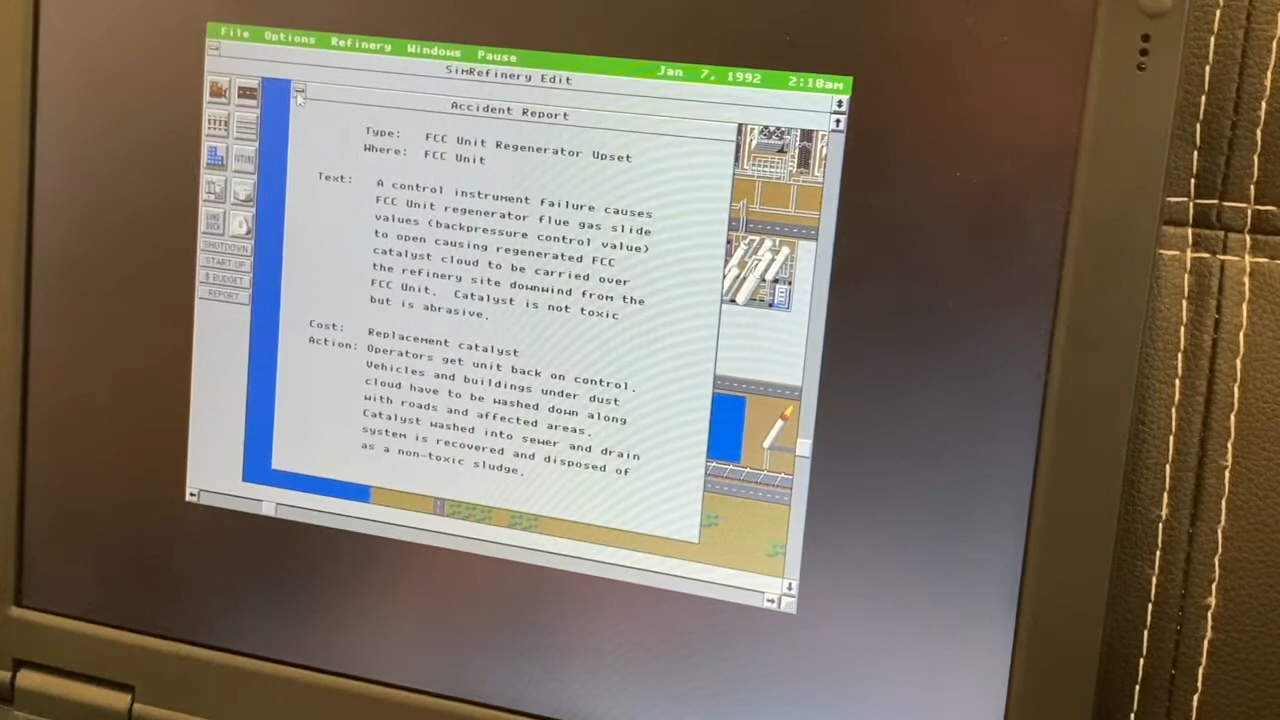 File Options Refinery Windows Pause Jan 7, 1992 2:18am
SimRefinery Edit
Accident Report
Type: FCC Unit Regenerator Upset
Where: FCC Unit
Text: A control instrument failure causes
FCC Unit regenerator flue gas slide
values (backpressure control value)
to open causing regenerated FCC
catalyst cloud to be carried over
the refinery site downwind from the
FCC Unit. Catalyst is not toxic
but is abrasive.
Cost: Replacement catalyst
Action: Operators get unit back on control.
Vehicles and buildings under dust
cloud have to be washed down along
with roads and affected areas.
Catalyst washed into sewer and drain
system is recovered and disposed of
as a non-toxic sludge.
SHUTDOWN
START UP
$ BUDGET
REPORT